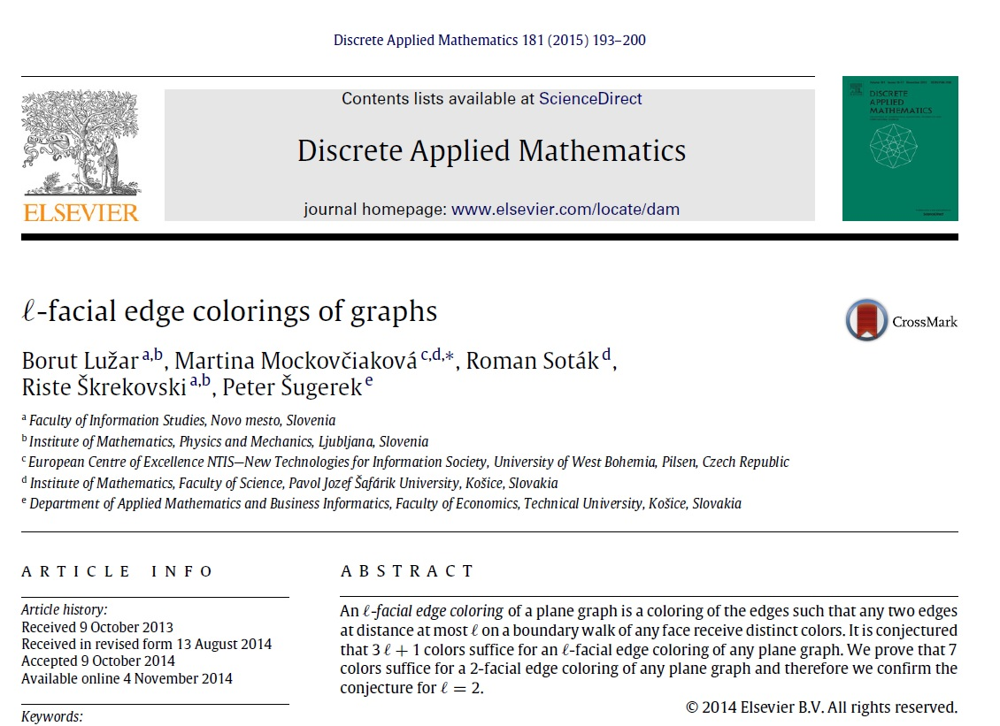 Discrete Applied Mathematics 181 (2015) 193–200
Contents lists available at ScienceDirect
Discrete Applied Mathematics
journal homepage: www.elsevier.com/locate/dam
ELSEVIER
DISCRETE
APPLIED
MATHEMATICS
ℓ-facial edge colorings of graphs
CrossMark
Borut Lužar a,b, Martina Mockovčiaková c,d,∗, Roman Soták d,
Riste Škrekovski a,b, Peter Šugerek e
a Faculty of Information Studies, Novo mesto, Slovenia
b Institute of Mathematics, Physics and Mechanics, Ljubljana, Slovenia
c European Centre of Excellence NTIS—New Technologies for Information Society, University of West Bohemia, Pilsen, Czech Republic
d Institute of Mathematics, Faculty of Science, Pavol Jozef Šafárik University, Košice, Slovakia
e Department of Applied Mathematics and Business Informatics, Faculty of Economics, Technical University, Košice, Slovakia
ARTICLE INFO
Article history:
Received 9 October 2013
Received in revised form 13 August 2014
Accepted 9 October 2014
Available online 4 November 2014
Keywords:
ABSTRACT
An ℓ-facial edge coloring of a plane graph is a coloring of the edges such that any two edges
at distance at most ℓ on a boundary walk of any face receive distinct colors. It is conjectured
that 3 ℓ + 1 colors suffice for an ℓ-facial edge coloring of any plane graph. We prove that 7
colors suffice for a 2-facial edge coloring of any plane graph and therefore we confirm the
conjecture for ℓ = 2.
© 2014 Elsevier B.V. All rights reserved.